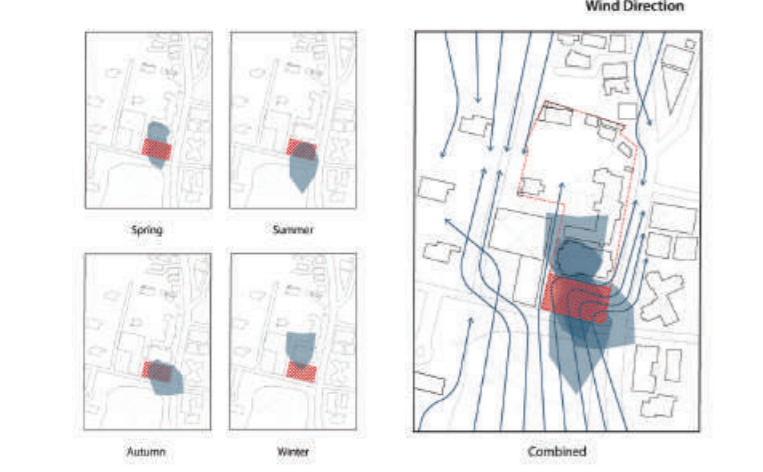 Wind Direction
Spring
Summer
Autumn
Winter
Combined